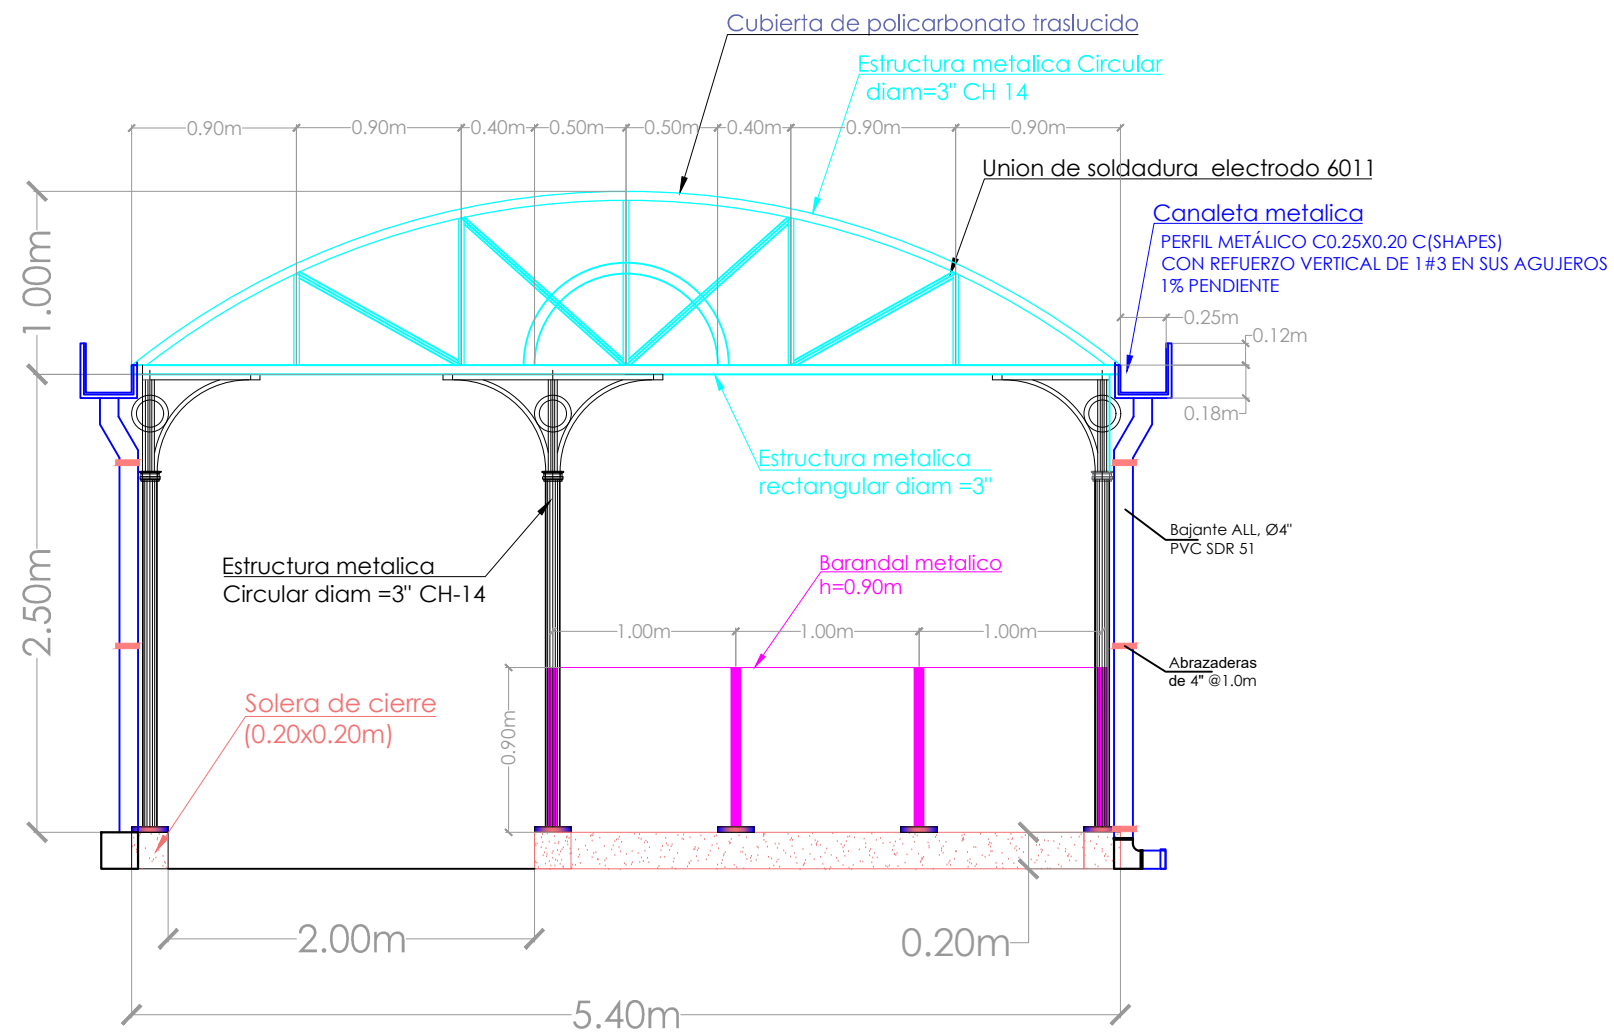 Cubierta de policarbonato traslucido
Estructura metalica Circular
diam=3" CH 14
0.90m
0.90m
0.40m
0.50m
0.50m
0.40m
0.90m
0.90m
Union de soldadura electrodo 6011
Canaleta metalica
PERFIL METÁLICO C0.25X0.20 C(SHAPES)
CON REFUERZO VERTICAL DE 1#3 EN SUS AGUJEROS
1% PENDIENTE
1.00m
0.25m
0.12m
0.18m
Estructura metalica
rectangular diam =3"
Bajante ALL, Ø4"
PVC SDR 51
Estructura metalica
Circular diam =3" CH-14
Barandal metalico
h=0.90m
2.50m
1.00m
1.00m
1.00m
Abrazaderas
de 4" @1.0m
Solera de cierre
(0.20x0.20m)
0.90m
2.00m
0.20m
5.40m